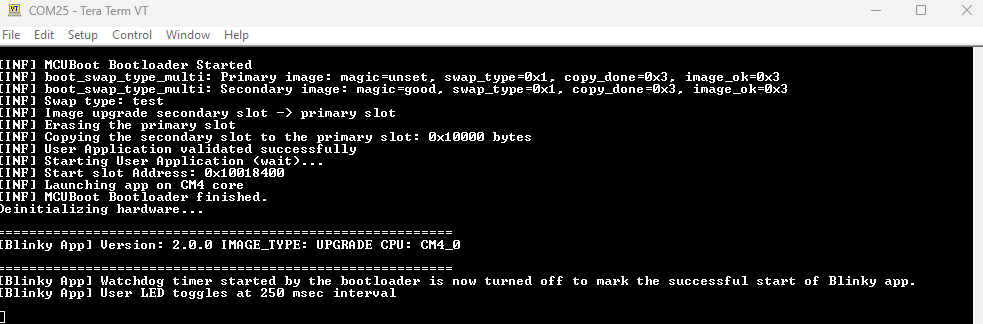 COM25 - Tera Term VT
File Edit Setup Control Window Help
[INF] MCUBoot Bootloader Started
[INF] boot_swap_type_multi: Primary image: magic=unset, swap_type=0x1, copy_done=0x3, image_ok=0x3
[INF] boot_swap_type_multi: Secondary image: magic=good, swap_type=0x1, copy_done=0x3, image_ok=0x3
[INF] Swap type: test
[INF] Image upgrade secondary slot -> primary slot
[INF] Erasing the primary slot
[INF] Copying the secondary slot to the primary slot: 0x10000 bytes
[INF] User Application validated successfully
[INF] Starting User Application (wait)...
[INF] Start slot Address: 0x10018400
[INF] Launching app on CM4 core
[INF] MCUBoot Bootloader finished.
Deinitializing hardware...
======================================================
[Blinky App] Version: 2.0.0 IMAGE_TYPE: UPGRADE CPU: CM4_0
======================================================
[Blinky App] Watchdog timer started by the bootloader is now turned off to mark the successful start of Blinky app.
[Blinky App] User LED toggles at 250 msec interval